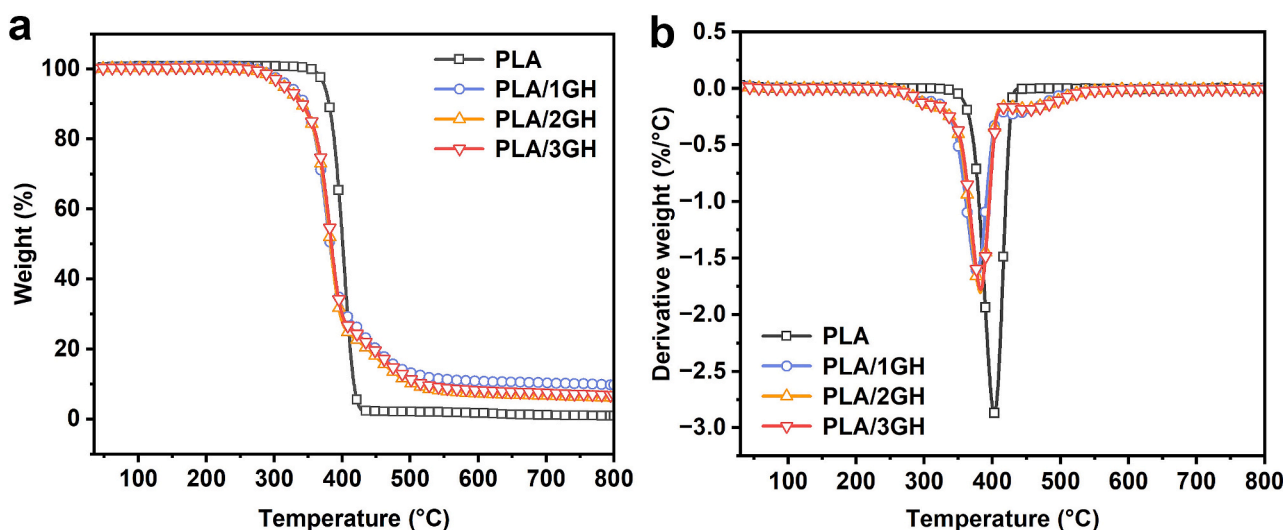 a
100
80
60
40
20
0
Weight (%)
100 200 300 400 500 600 700 800
Temperature (°C)
PLA
PLA/1GH
PLA/2GH
PLA/3GH
b
0.5
0.0
−0.5
−1.0
−1.5
−2.0
−2.5
−3.0
Derivative weight (%/°C)
100 200 300 400 500 600 700 800
Temperature (°C)
PLA
PLA/1GH
PLA/2GH
PLA/3GH